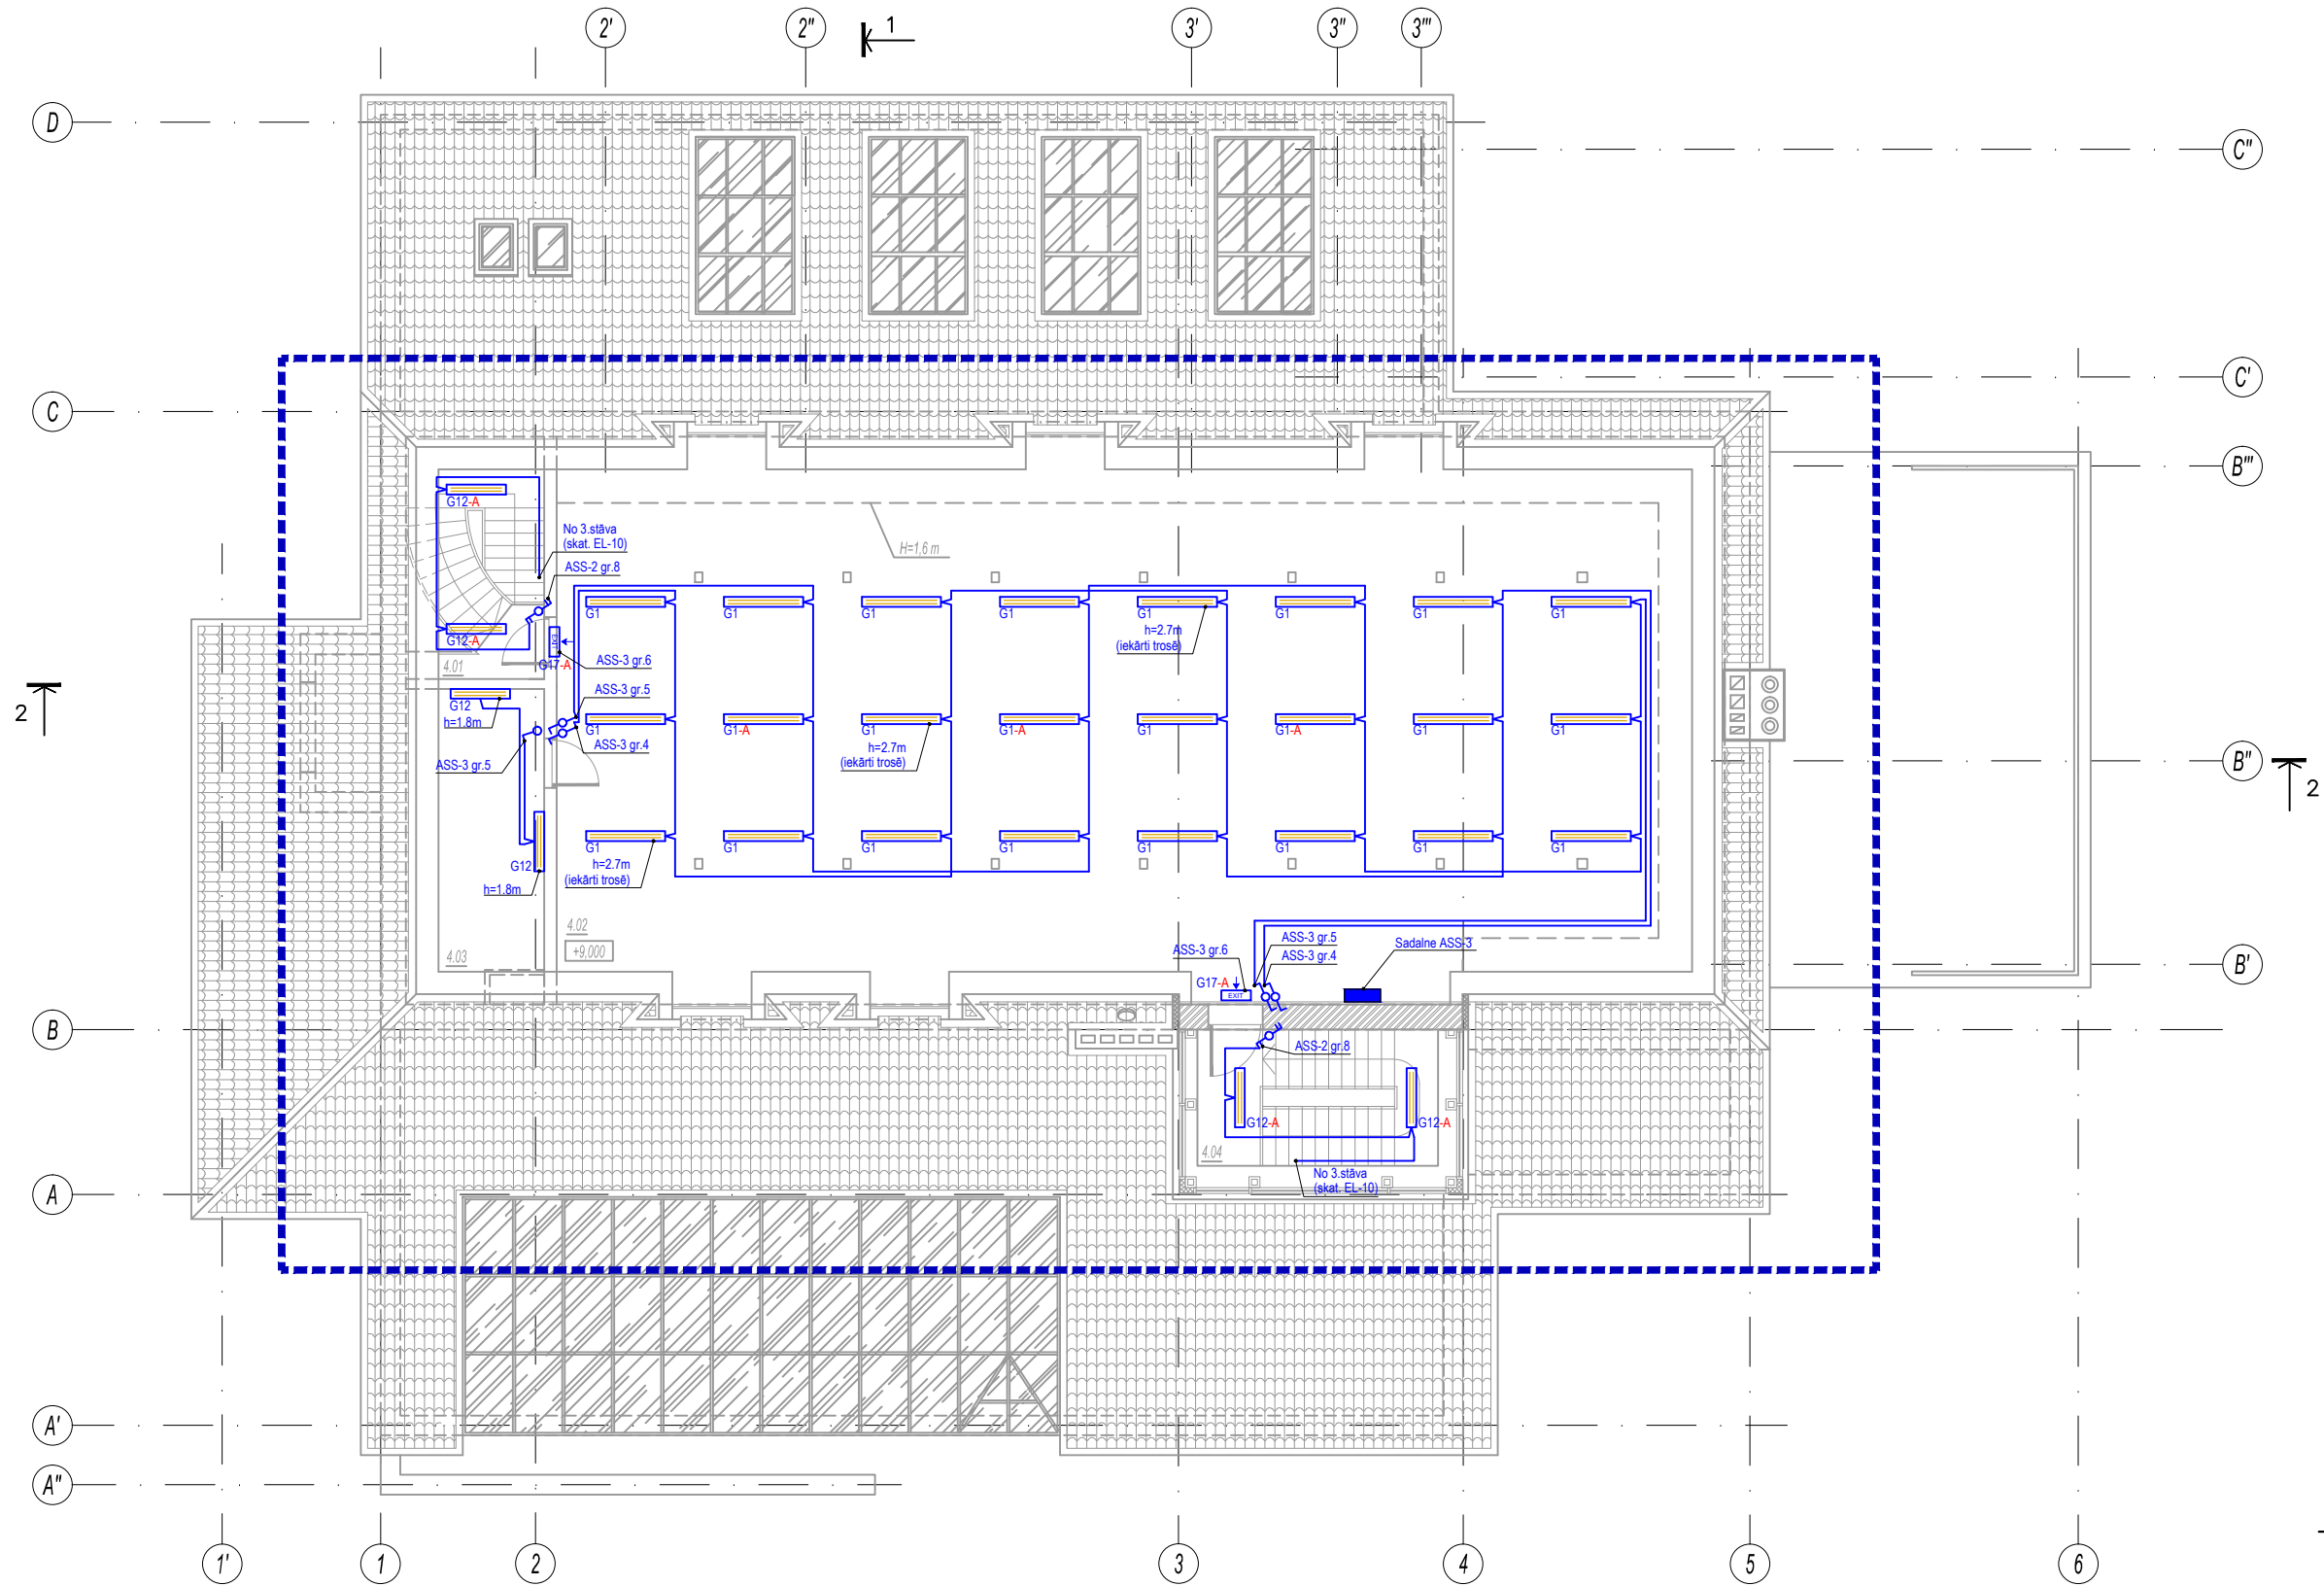 2'
2"
1
3'
3"
3'"
D
C"
C'
C
B'"
G12-A
No 3.stāva
(skat. EL-10)
H=1,6 m
ASS-2 gr.8
G1
G1
G1
G1
G1
G1
G1
G1
h=2.7m
(iekārti trosē)
G12-A
EXIT
4.01
G17-A
ASS-3 gr.6
ASS-3 gr.5
G12
h=1.8m
2
G1
G1-A
G1
G1-A
G1
G1-A
G1
G1
ASS-3 gr.4
h=2.7m
(iekārti trosē)
ASS-3 gr.5
B"
2
G1
G1
G1
G1
G1
G1
G1
G1
G12
h=2.7m
(iekārti trosē)
h=1.8m
4.02
+9,000
4.03
ASS-3 gr.6
ASS-3 gr.5
ASS-3 gr.4
Sadalne ASS-3
B'
G17-A
EXIT
B
ASS-2 gr.8
G12-A
G12-A
4.04
No 3.stāva
(skat. EL-10)
A
A'
A"
1'
1
2
3
4
5
6